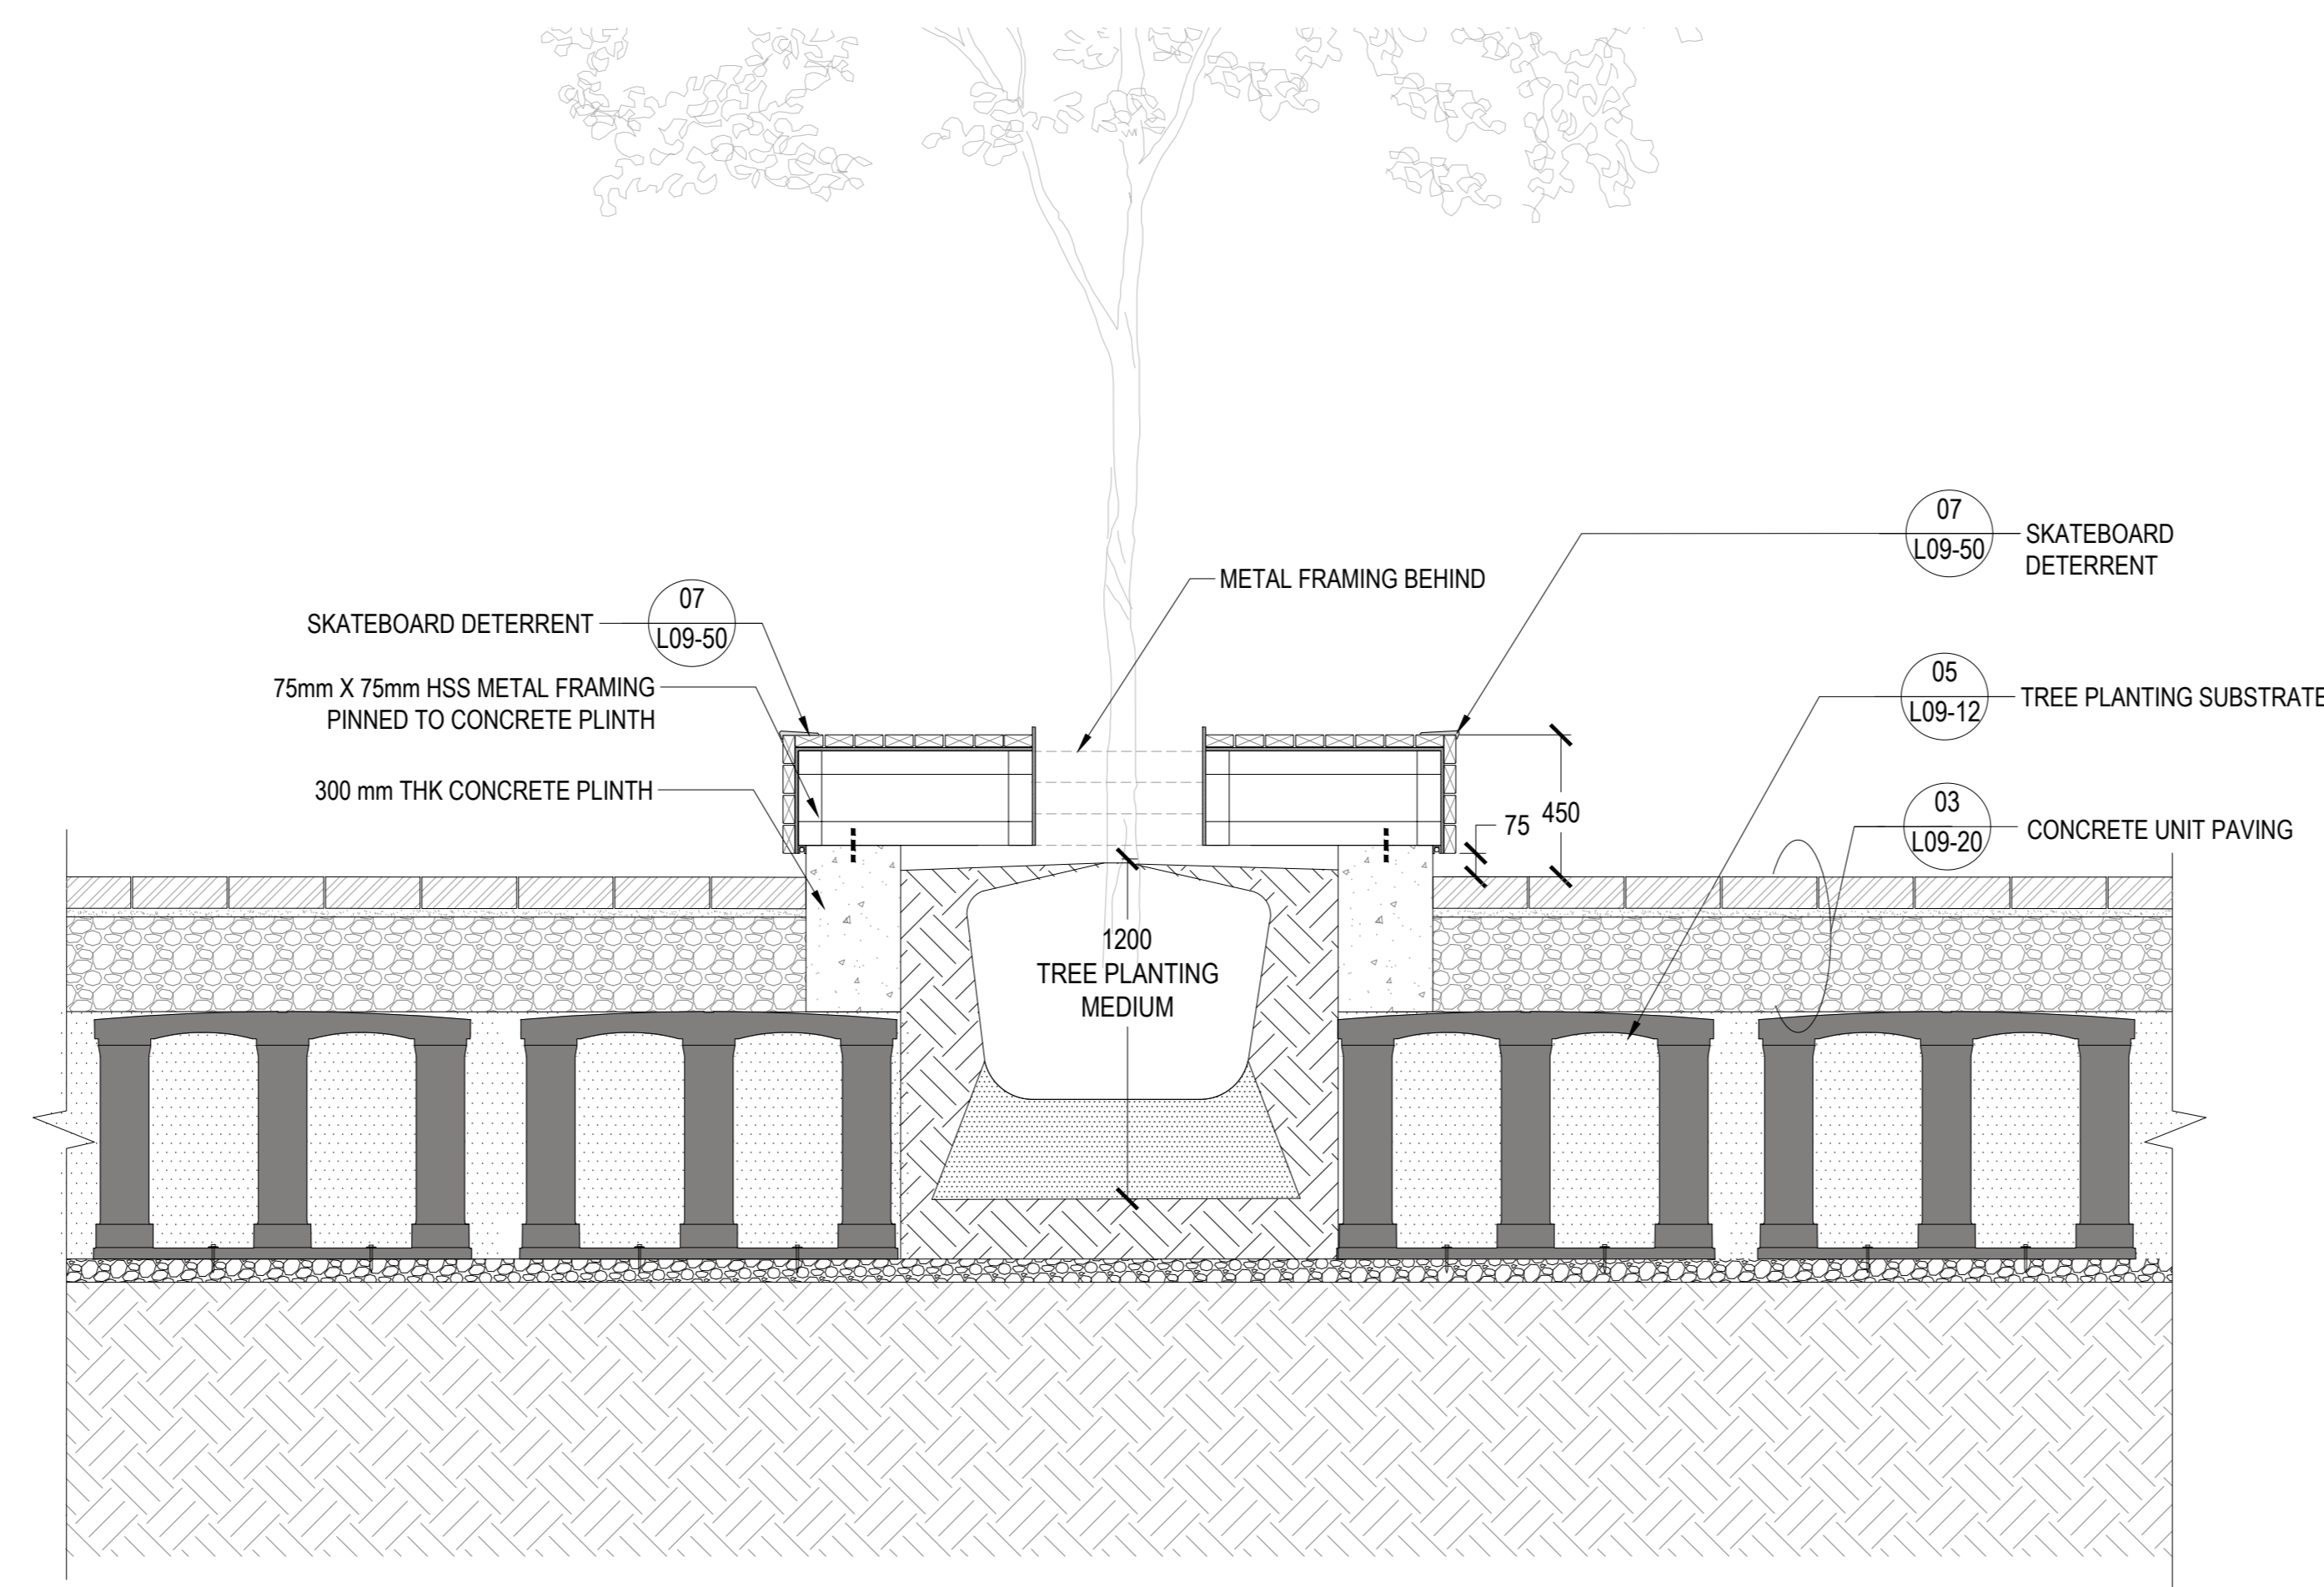 07
L09-50
SKATEBOARD
DETERRENT
METAL FRAMING BEHIND
07
L09-50
SKATEBOARD DETERRENT
75mm X 75mm HSS METAL FRAMING
PINNED TO CONCRETE PLINTH
05
L09-12
TREE PLANTING SUBSTRATE
300 mm THK CONCRETE PLINTH
75
450
03
L09-20
CONCRETE UNIT PAVING
1200
TREE PLANTING
MEDIUM